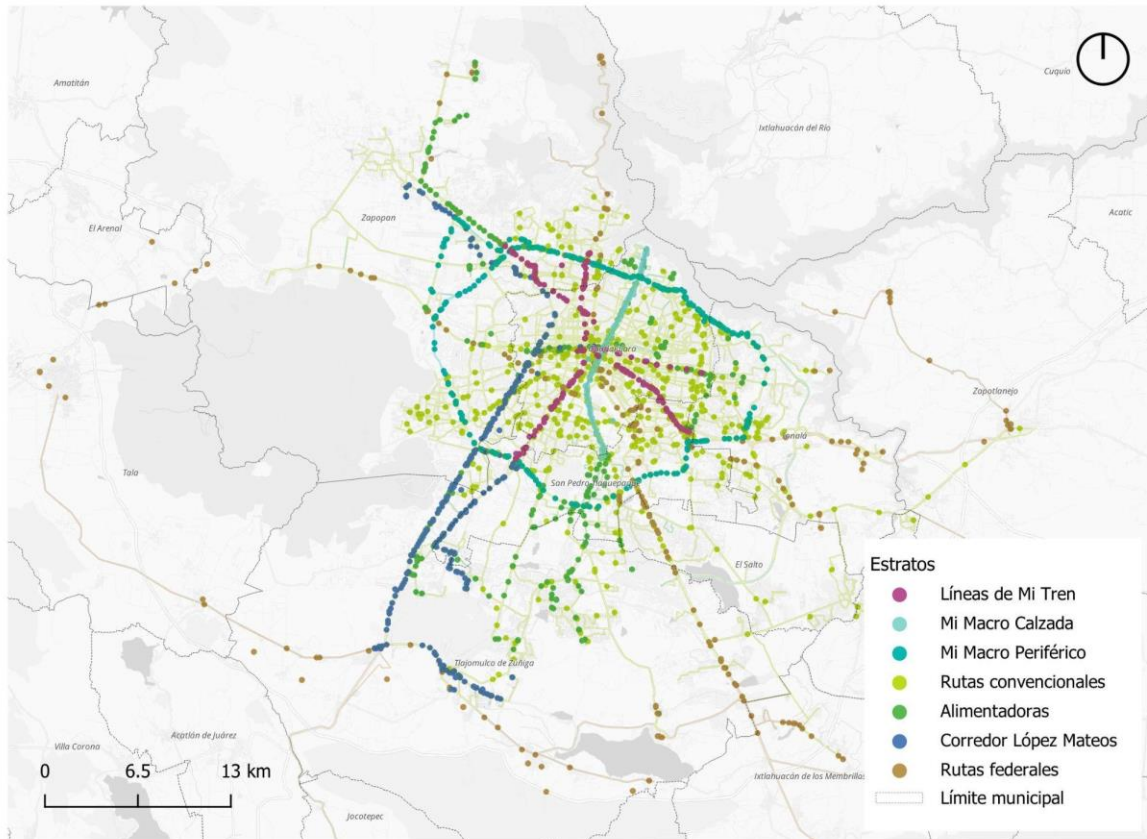 Cuquío
Amatitán
Ixtlahuacán del Río
Acatic
Zapopan
El Arenal
Zapotlanejo
Tonalá
Tala
San Pedro Tlaquepaque
El Salto
Tlajomulco de Zúñiga
Acatlán de Juárez
Villa Corona
Ixtlahuacán de los Membrillos
Jocotepec
0 6.5 13 km
Estratos
Líneas de Mi Tren
Mi Macro Calzada
Mi Macro Periférico
Rutas convencionales
Alimentadoras
Corredor López Mateos
Rutas federales
Límite municipal